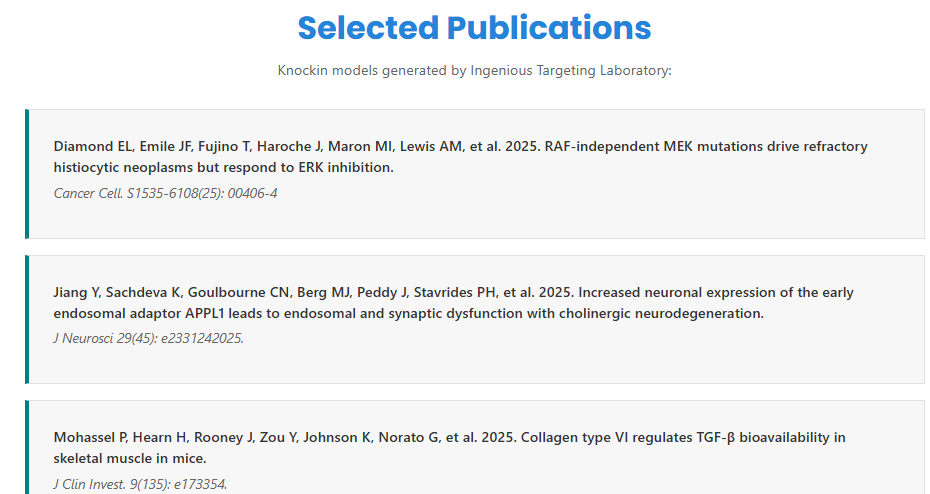 Selected Publications
Knockin models generated by Ingenious Targeting Laboratory:
Diamond EL, Emile JF, Fujino T, Haroche J, Maron MI, Lewis AM, et al. 2025. RAF-independent MEK mutations drive refractory
histiocytic neoplasms but respond to ERK inhibition.
Cancer Cell. S1535-6108(25): 00406-4
Jiang Y, Sachdeva K, Goulbourne CN, Berg MJ, Peddy J, Stavrides PH, et al. 2025. Increased neuronal expression of the early
endosomal adaptor APPL1 leads to endosomal and synaptic dysfunction with cholinergic neurodegeneration.
J Neurosci 29(45): e2331242025.
Mohassel P, Hearn H, Rooney J, Zou Y, Johnson K, Norato G, et al. 2025. Collagen type VI regulates TGF-β bioavailability in
skeletal muscle in mice.
J Clin Invest. 9(135): e173354.